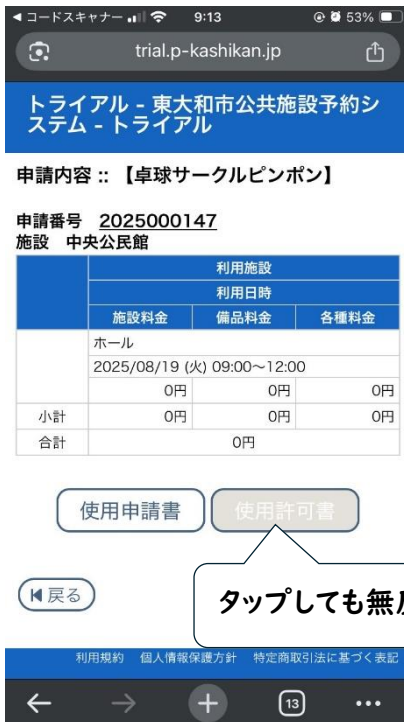 ◀コードスキャナー
9:13
53%
trial.p-kashikan.jp
トライアル - 東大和市公共施設予約シ
ステム - トライアル
申請内容 :: 【卓球サークルピンポン】
申請番号 2025000147
施設 中央公民館
利用施設
利用日時
施設料金 備品料金 各種料金
ホール
2025/08/19 (火) 09:00~12:00
0円 0円 0円
小計 0円 0円 0円
合計 0円
使用申請書 使用許可書
戻る
タップしても無
利用規約 個人情報保護方針 特定商取引法に基づく表記
13